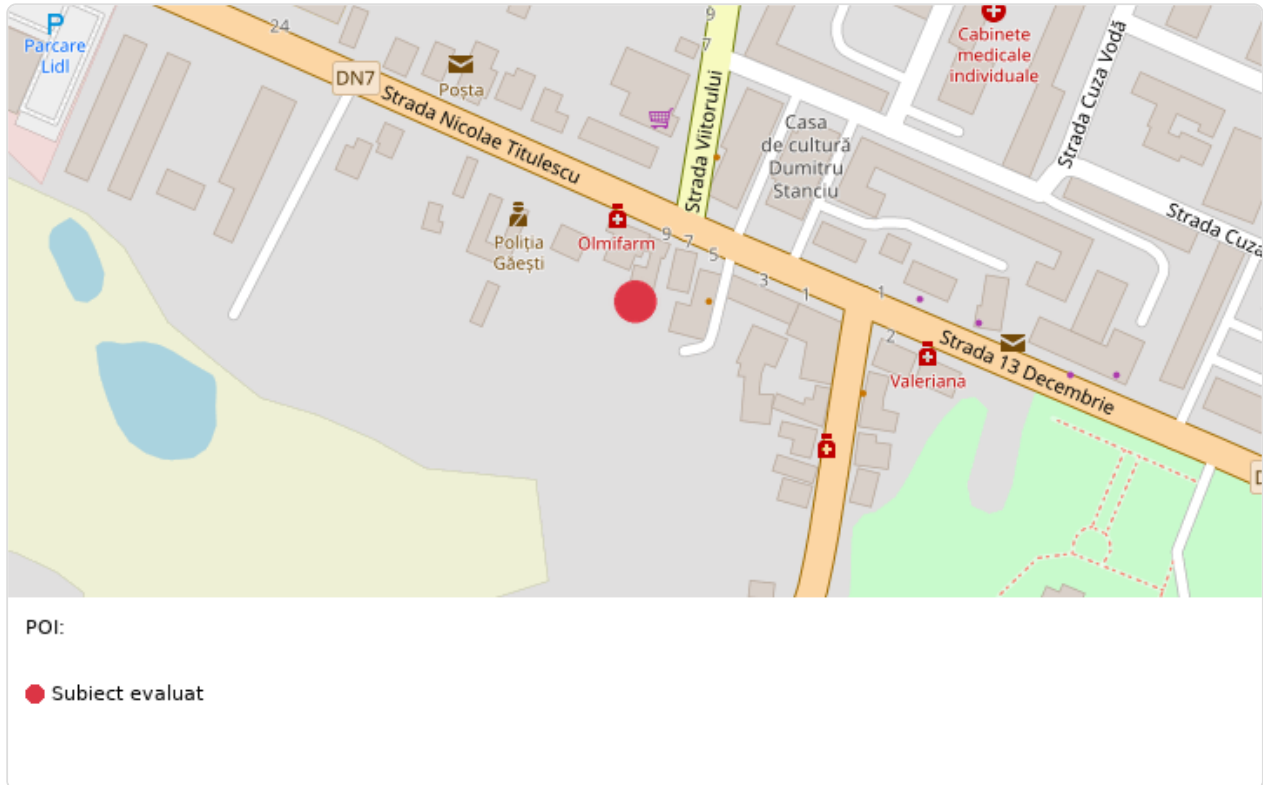 P
Parcare
Lidl
24
DN7
Poșta
Strada Nicolae Titulescu
9
7
Strada Viitorului
Cabinete
medicale
individuale
Strada Cuza Vodă
Casa
de cultură
Dumitru
Stanciu
Strada Cuza
Poliția
Găești
Olmifarm
9
7
5
3
1
1
2
Strada 13 Decembrie
Valeriana
POI:
Subiect evaluat